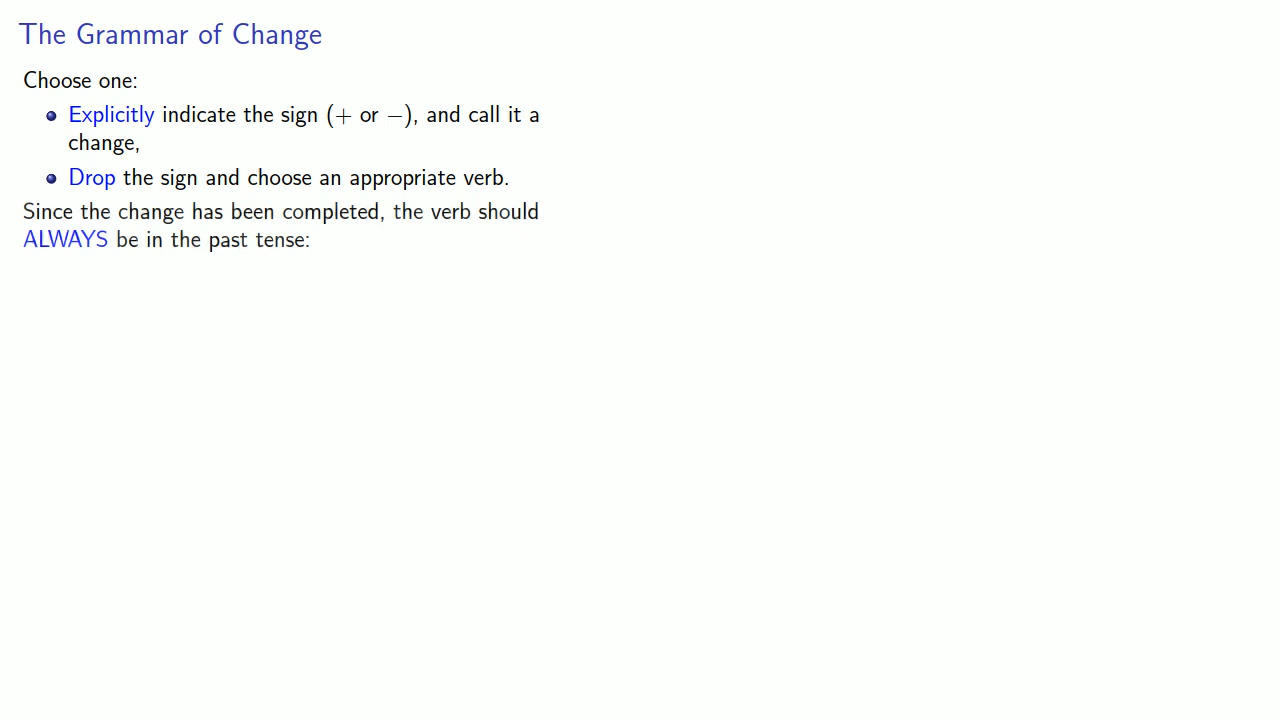 The Grammar of Change
Choose one:
Explicitly indicate the sign (+ or −), and call it a
change,
Drop the sign and choose an appropriate verb.
Since the change has been completed, the verb should
ALWAYS be in the past tense: